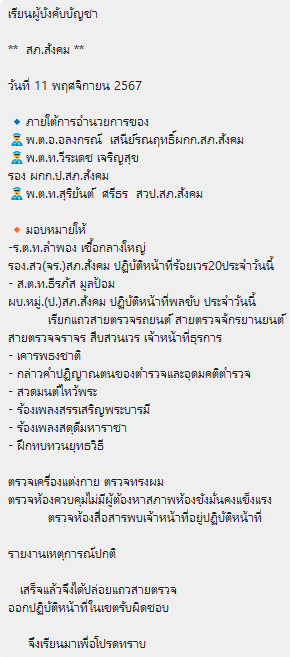 เรียนผู้บังคับบัญชา
** สภ.สังคม **
วันที่ 11 พฤศจิกายน 2567
🔹 ภายใต้การอำนวยการของ
👮 พ.ต.อ.อลงกรณ์ เสนีย์รณฤทธิ์ผกก.สภ.สังคม
👮 พ.ต.ท.วีระเดช เจริญสุข
รอง ผกก.ป.สภ.สังคม
👮 พ.ต.ท.สุริยันต์ ศรีธร สวป.สภ.สังคม
🔸 มอบหมายให้
-ร.ต.ท.ลำพอง เชื้อกลางใหญ่
รอง.สว(จร.)สภ.สังคม ปฏิบัติหน้าที่ร้อยเวร20ประจำวันนี้
- ส.ต.ท.ธีรภัส มูลป้อม
ผบ.หมู่.(ป.)สภ.สังคม ปฏิบัติหน้าที่พลขับ ประจำวันนี้
เรียกแถวสายตรวจรถยนต์ สายตรวจจักรยานยนต์
สายตรวจจราจร สืบสวนเวร เจ้าหน้าที่ธุรการ
- เคารพธงชาติ
- กล่าวคำปฏิญาณตนของตำรวจและอุดมคติตำรวจ
- สวดมนต์ไหว้พระ
- ร้องเพลงสรรเสริญพระบารมี
- ร้องเพลงสดุดีมหาราชา
- ฝึกทบทวนยุทธวิธี
ตรวจเครื่องแต่งกาย ตรวจทรงผม
ตรวจห้องควบคุมไม่มีผู้ต้องหาสภาพห้องขังมั่นคงแข็งแรง
ตรวจห้องสื่อสารพบเจ้าหน้าที่อยู่ปฏิบัติหน้าที่
รายงานเหตุการณ์ปกติ
เสร็จแล้วจึงได้ปล่อยแถวสายตรวจ
ออกปฏิบัติหน้าที่ในเขตรับผิดชอบ
จึงเรียนมาเพื่อโปรดทราบ